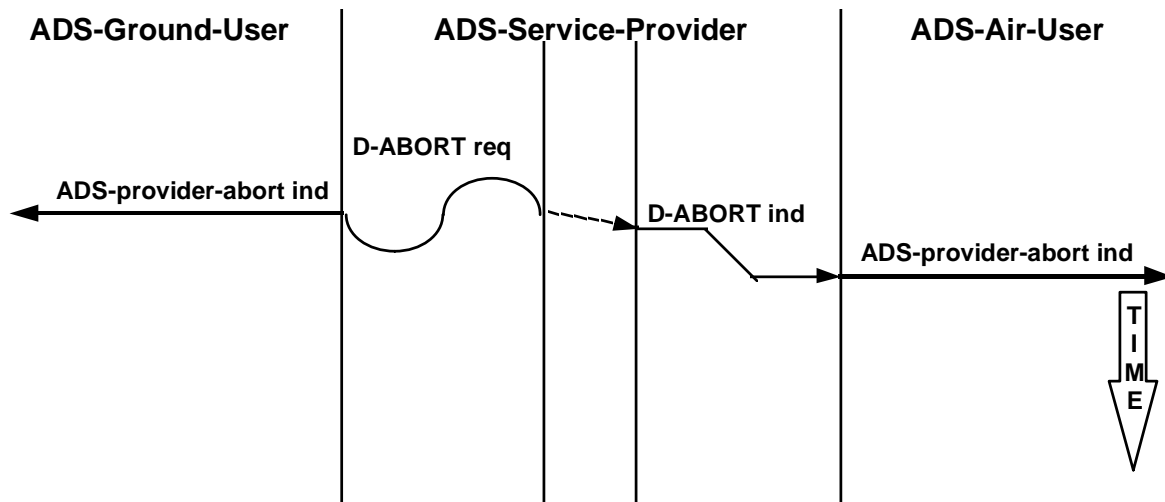 ADS-Ground-User
ADS-Service-Provider
ADS-Air-User
D-ABORT req
ADS-provider-abort ind
D-ABORT ind
ADS-provider-abort ind
TIME